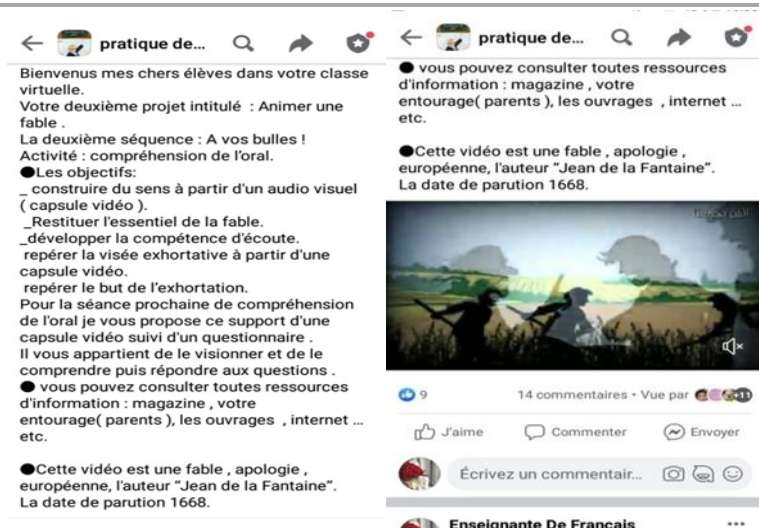 pratique de...
Bienvenus mes chers élèves dans votre classe
virtuelle.
Votre deuxième projet intitulé : Animer une
fable .
La deuxième séquence : A vos bulles !
Activité : compréhension de l'oral.
●Les objectifs:
_ construire du sens à partir d'un audio visuel
( capsule vidéo ).
_Restituer l'essentiel de la fable.
_développer la compétence d'écoute.
repérer la visée exhortative à partir d'une
capsule vidéo.
repérer le but de l'exhortation.
Pour la séance prochaine de compréhension
de l'oral je vous propose ce support d'une
capsule vidéo suivi d'un questionnaire .
Il vous appartient de le visionner et de le
comprendre puis répondre aux questions .
● vous pouvez consulter toutes ressources
d'information : magazine , votre
entourage( parents ), les ouvrages , internet ...
etc.
●Cette vidéo est une fable , apologie ,
européenne, l'auteur "Jean de la Fantaine".
La date de parution 1668.
pratique de...
● vous pouvez consulter toutes ressources
d'information : magazine , votre
entourage( parents ), les ouvrages , internet ...
etc.
●Cette vidéo est une fable , apologie ,
européenne, l'auteur "Jean de la Fantaine".
La date de parution 1668.
9 14 commentaires • Vue par +11
J'aime Commenter Envoyer
Écrivez un commentair...
Enseignante De Français